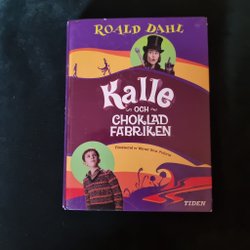 ROALD DAHL
Kalle
OCH
CHOKLAD
FABRIKEN
TIDEN